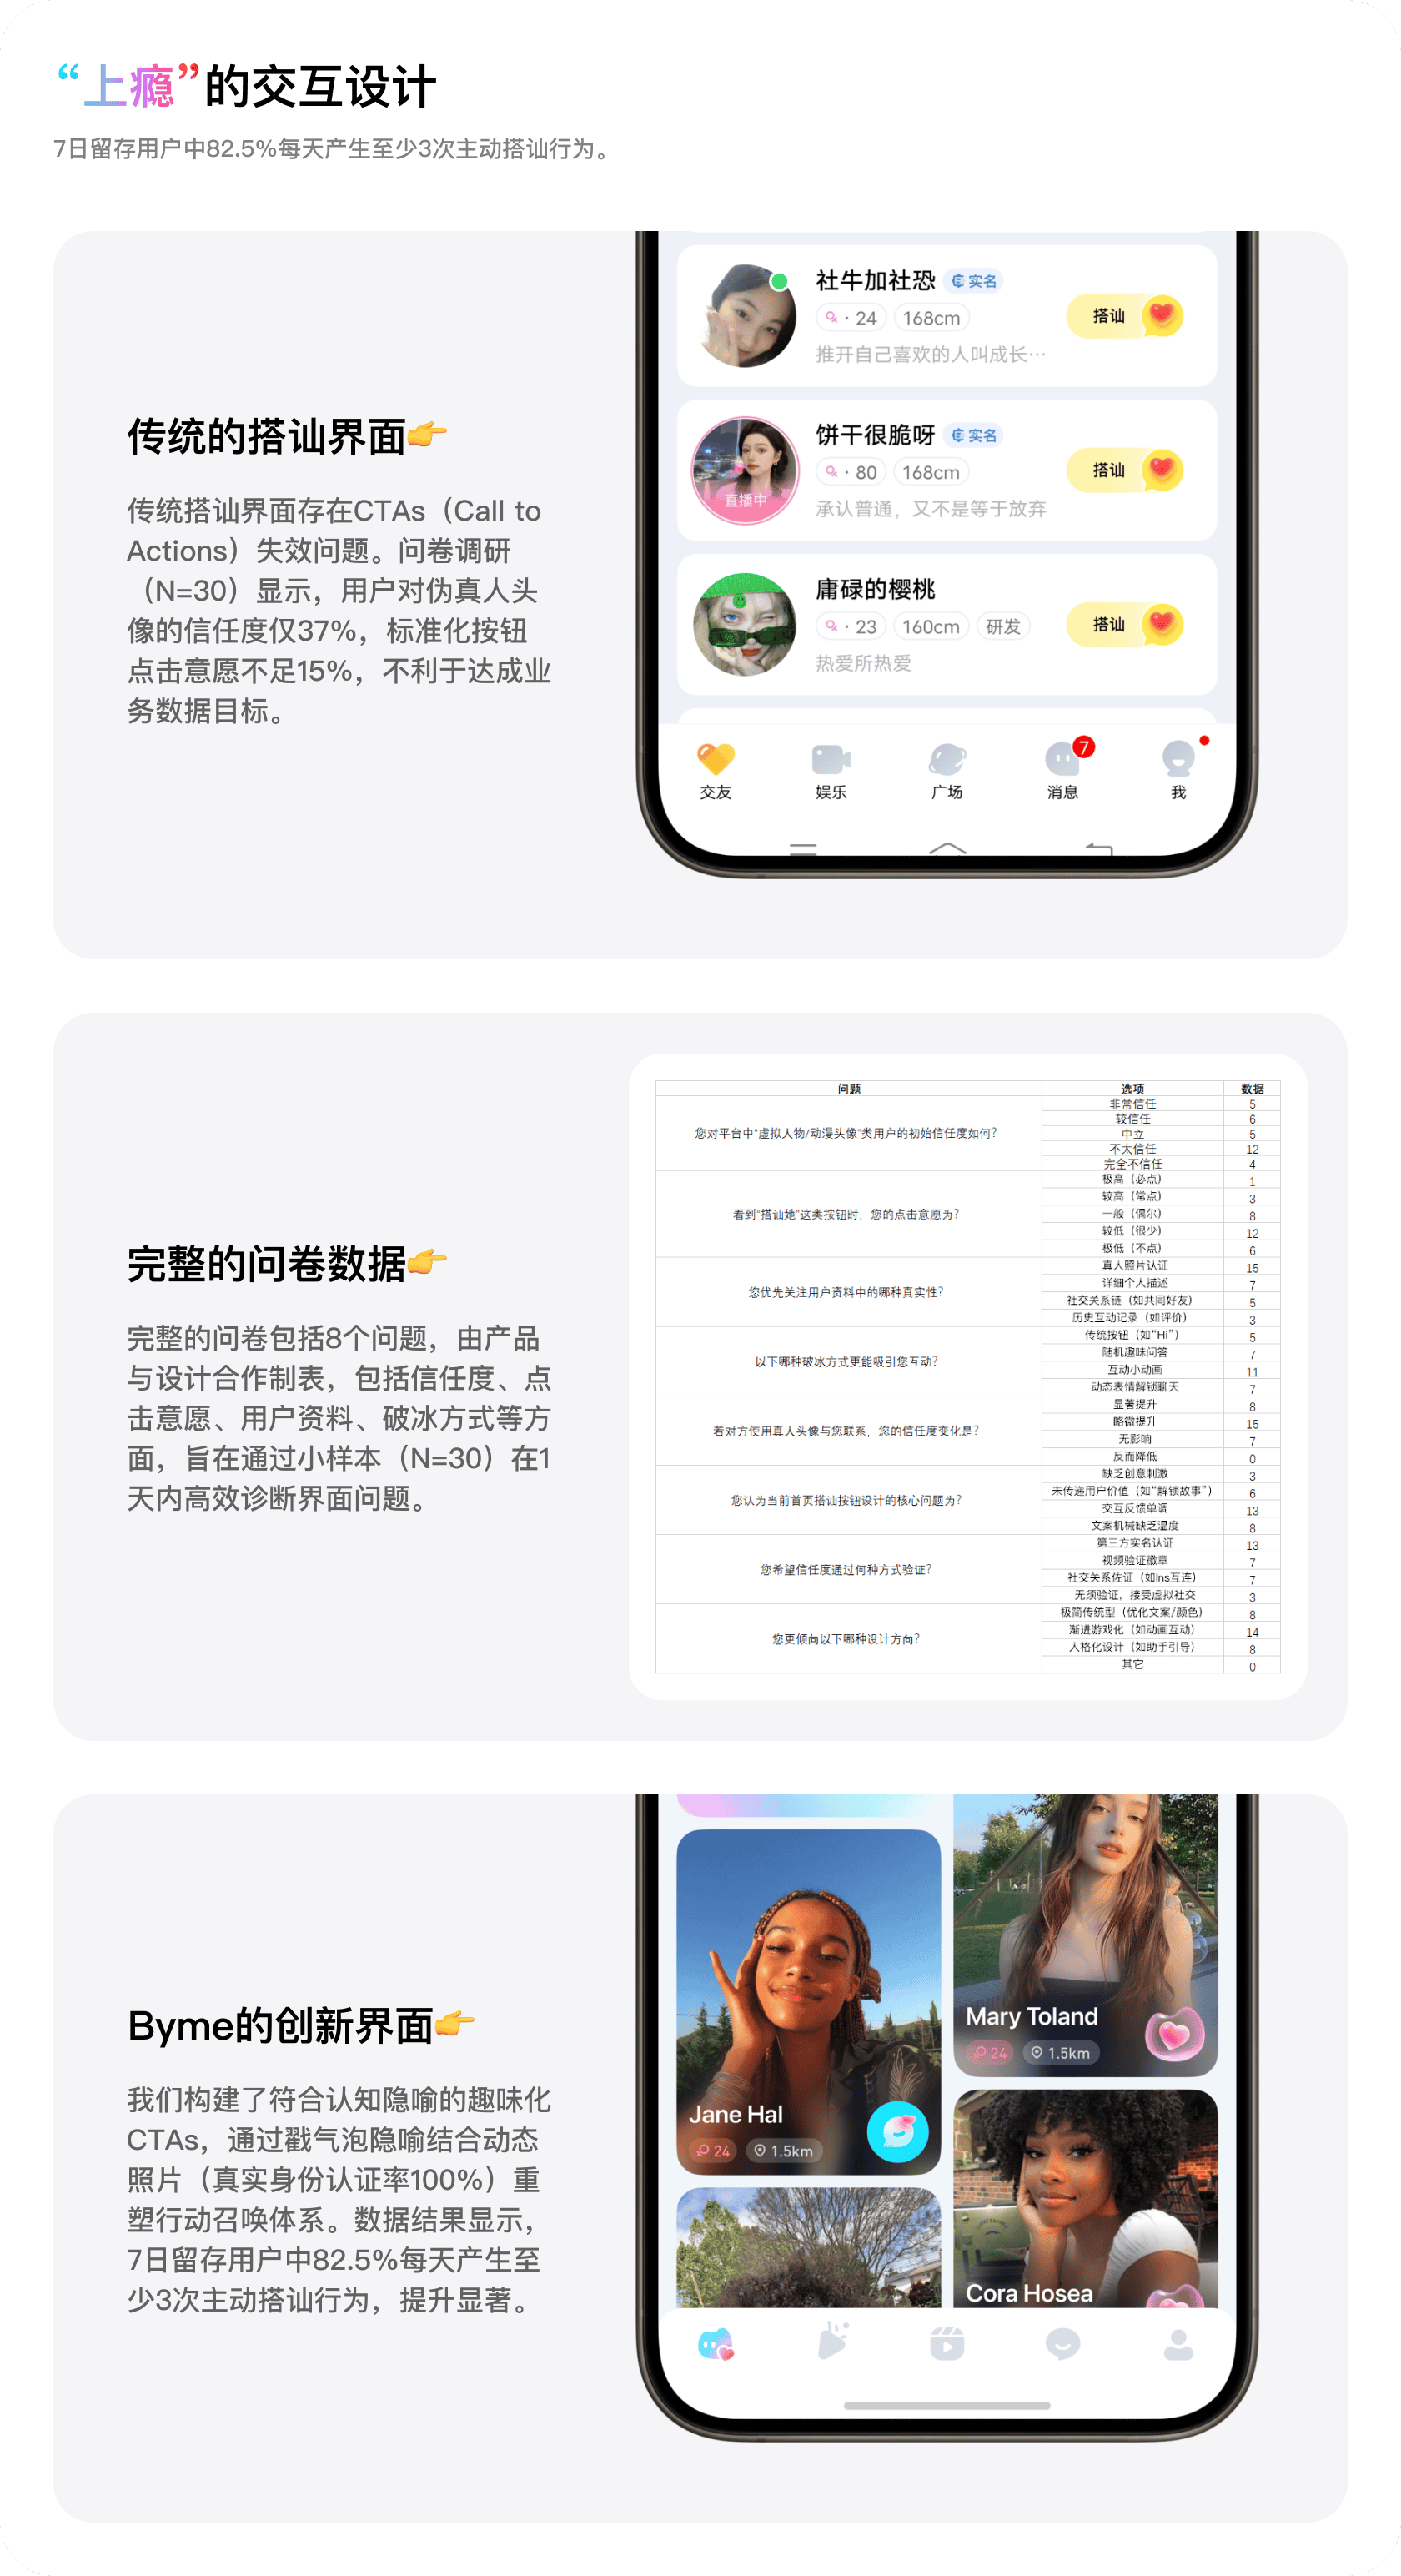 “上瘾”的交互设计
7日留存用户中82.5%每天产生至少3次主动搭讪行为。
传统的搭讪界面👉
传统搭讪界面存在CTAs（Call to
Actions）失效问题。问卷调研
（N=30）显示，用户对伪真人头
像的信任度仅37%，标准化按钮
点击意愿不足15%，不利于达成业
务数据目标。
社牛加社恐 实名
· 24 168cm
推开自己喜欢的人叫成长…
搭讪
饼干很脆呀 实名
· 80 168cm
承认普通，又不是等于放弃
直播中
搭讪
庸碌的樱桃
· 23 160cm 研发
热爱所热爱
搭讪
7
交友 娱乐 广场 消息 我
完整的问卷数据👉
完整的问卷包括8个问题，由产品
与设计合作制表，包括信任度、点
击意愿、用户资料、破冰方式等方
面，旨在通过小样本（N=30）在1
天内高效诊断界面问题。
问题 选项 数据
您对平台中“虚拟人物/动漫头像”类用户的初始信任度如何？
非常信任 5
较信任 6
中立 5
不太信任 12
完全不信任 4
看到“搭讪她”这类按钮时，您的点击意愿为？
极高（必点） 1
较高（常点） 3
一般（偶尔） 8
较低（很少） 12
极低（不点） 6
您优先关注用户资料中的哪种真实性？
真人照片认证 15
详细个人描述 7
社交关系链（如共同好友） 5
历史互动记录（如评价） 3
以下哪种破冰方式更能吸引您互动？
传统按钮（如“Hi”） 5
随机趣味问答 7
互动小动画 11
动态表情解锁聊天 7
若对方使用真人头像与您联系，您的信任度变化是？
显著提升 8
略微提升 15
无影响 7
反而降低 0
您认为当前首页搭讪按钮设计的核心问题为？
缺乏创意刺激 3
未传递用户价值（如“解锁故事”） 6
交互反馈单调 13
文案机械缺乏温度 8
您希望信任度通过何种方式验证？
第三方实名认证 13
视频验证徽章 7
社交关系佐证（如Ins互连） 7
无须验证，接受虚拟社交 3
您更倾向以下哪种设计方向？
极简传统型（优化文案/颜色） 8
渐进游戏化（如动画互动） 14
人格化设计（如助手引导） 8
其它 0
Byme的创新界面👉
我们构建了符合认知隐喻的趣味化
CTAs，通过戳气泡隐喻结合动态
照片（真实身份认证率100%）重
塑行动召唤体系。数据结果显示，
7日留存用户中82.5%每天产生至
少3次主动搭讪行为，提升显著。
Mary Toland
24 1.5km
Jane Hal
24 1.5km
Cora Hosea